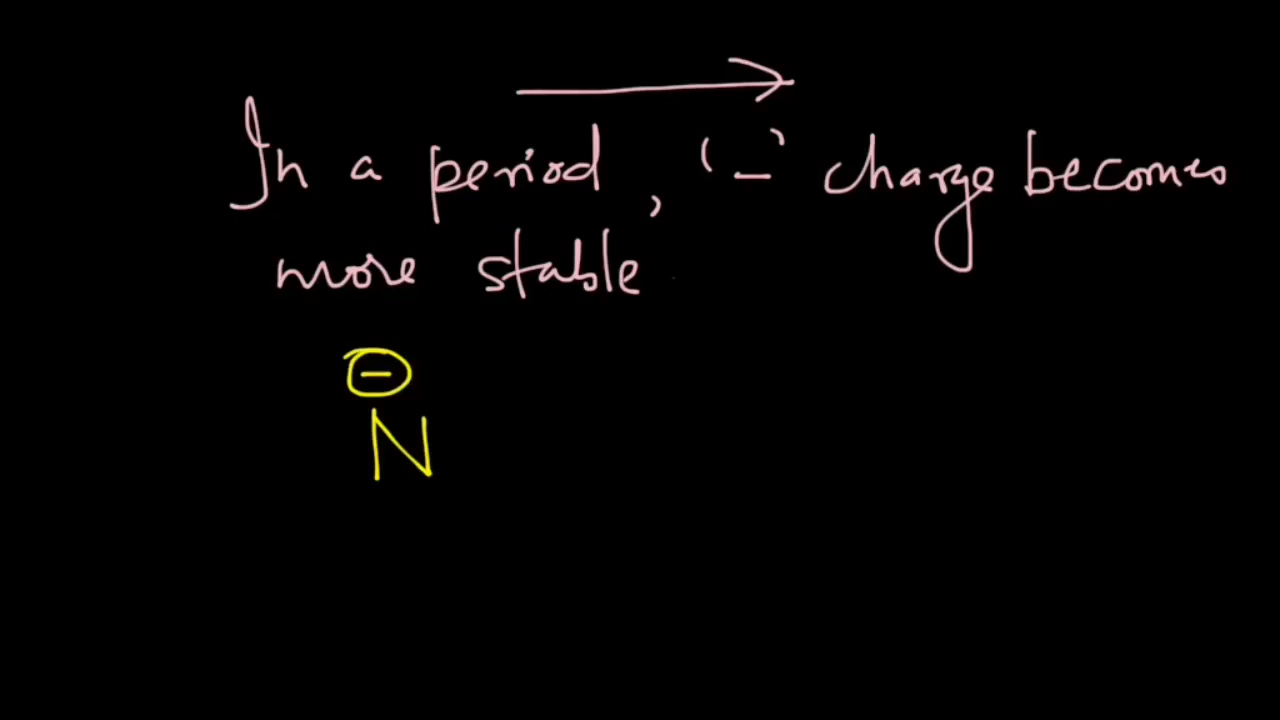 In a period, '-' charge becomes
more stable
-
N